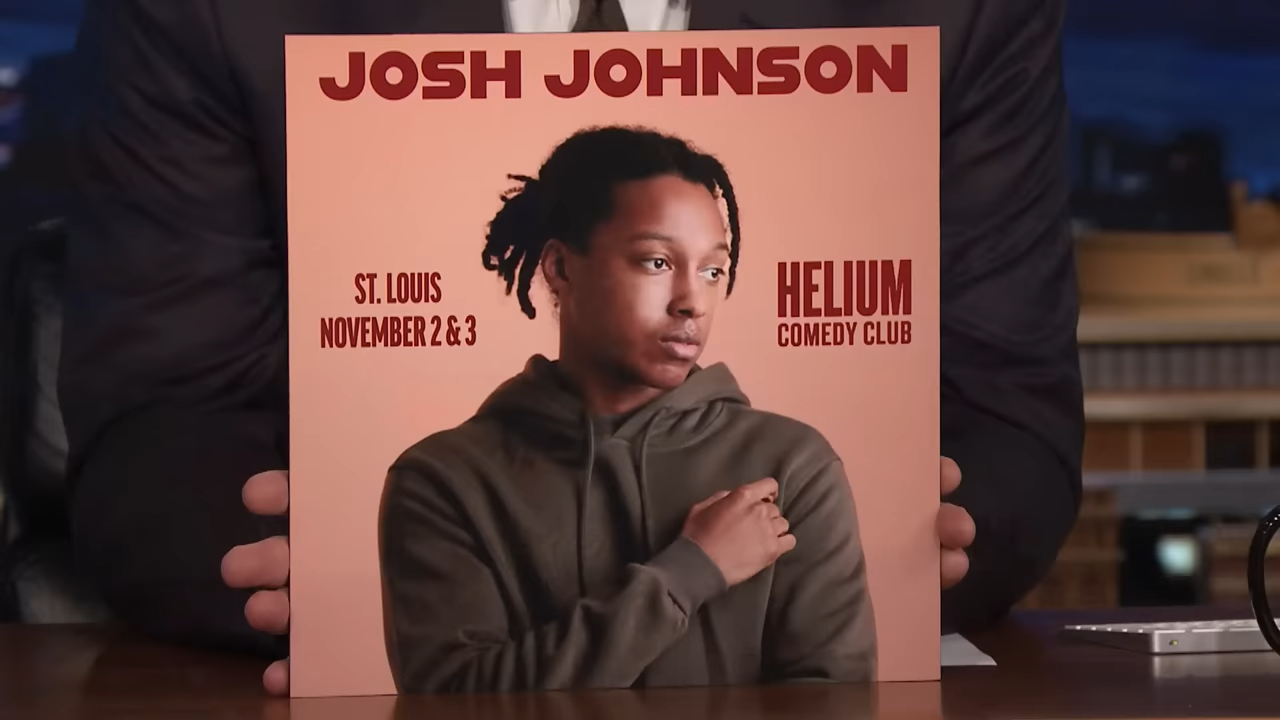 JOSH JOHNSON
ST. LOUIS
NOVEMBER 2 & 3
HELIUM
COMEDY CLUB